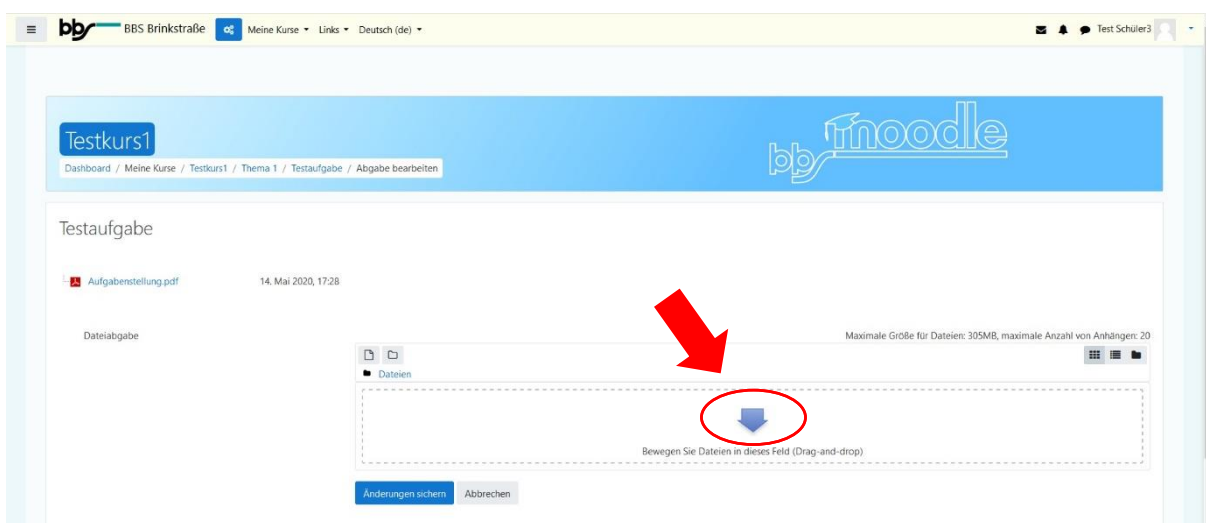 bbs BBS Brinkstraße Meine Kurse Links Deutsch (de) Test Schüler3
bbs moodle
Testkurs1
Dashboard / Meine Kurse / Testkurs1 / Thema 1 / Testaufgabe / Abgabe bearbeiten
Testaufgabe
Aufgabenstellung.pdf 14. Mai 2020, 17:28
Dateiabgabe Maximale Größe für Dateien: 305MB, maximale Anzahl von Anhängen: 20
Dateien
Bewegen Sie Dateien in dieses Feld (Drag-and-drop)
Änderungen sichern Abbrechen